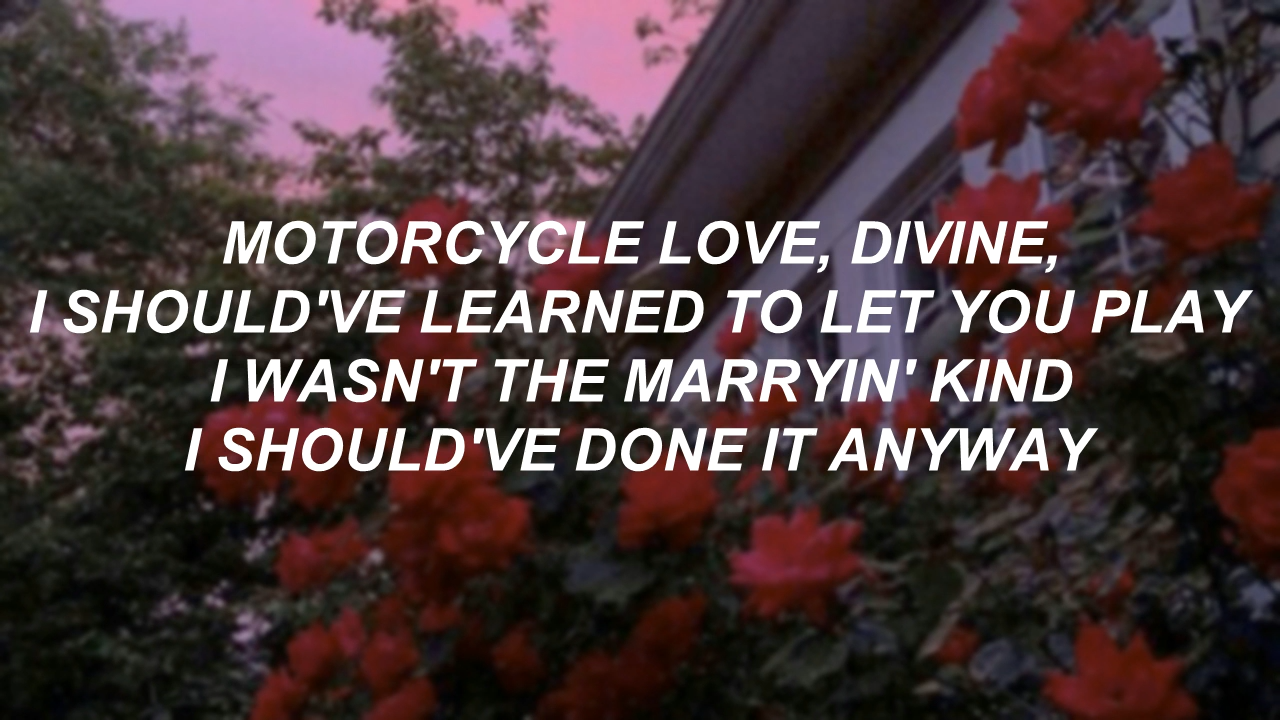 MOTORCYCLE LOVE, DIVINE,
I SHOULD'VE LEARNED TO LET YOU PLAY
I WASN'T THE MARRYIN' KIND
I SHOULD'VE DONE IT ANYWAY